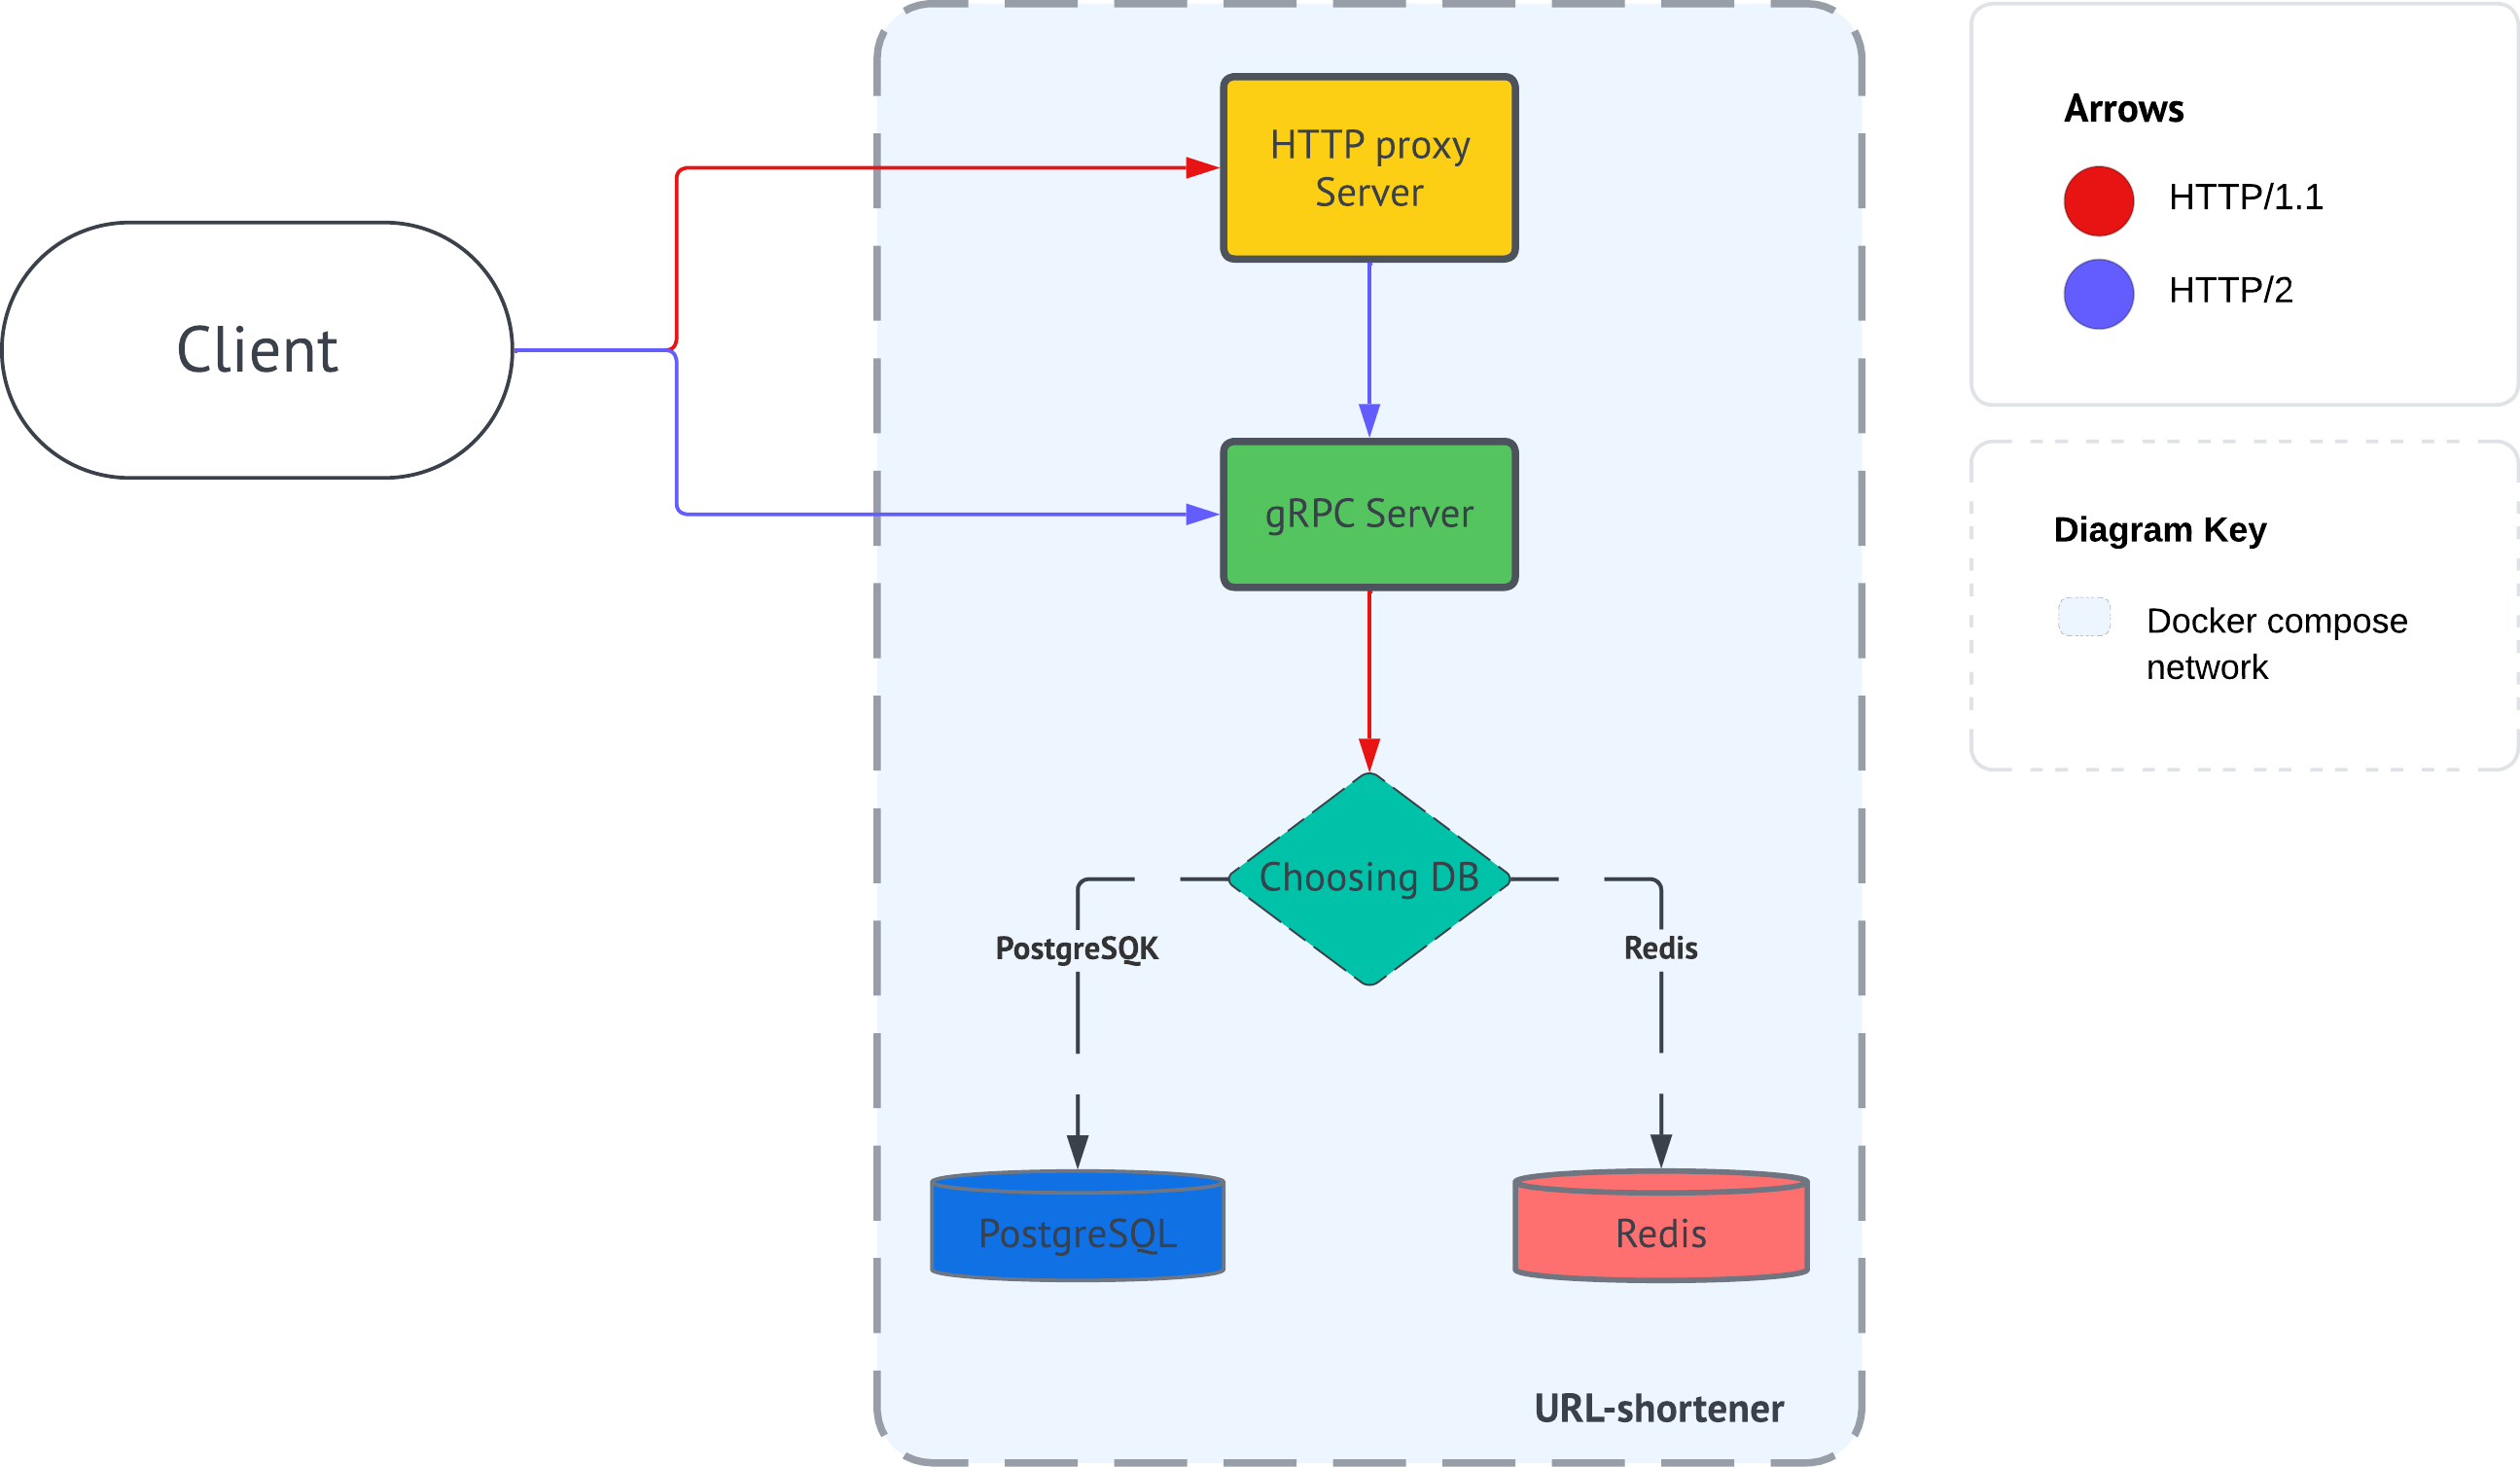 Client
HTTP proxy
Server
gRPC Server
Choosing DB
PostgreSQK
Redis
PostgreSQL
Redis
URL-shortener
Arrows
HTTP/1.1
HTTP/2
Diagram Key
Docker compose
network